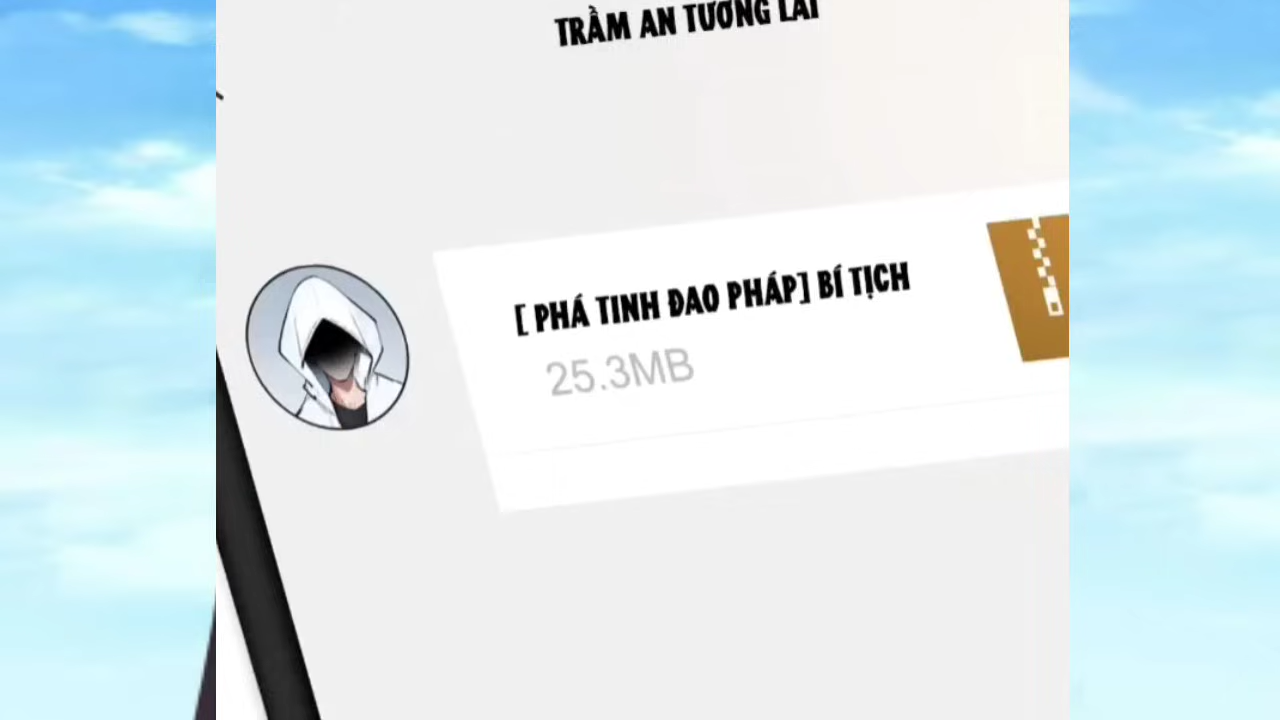 TRẦM AN TƯƠNG LAI
[ PHÁ TINH ĐAO PHÁP] BÍ TỊCH
25.3MB